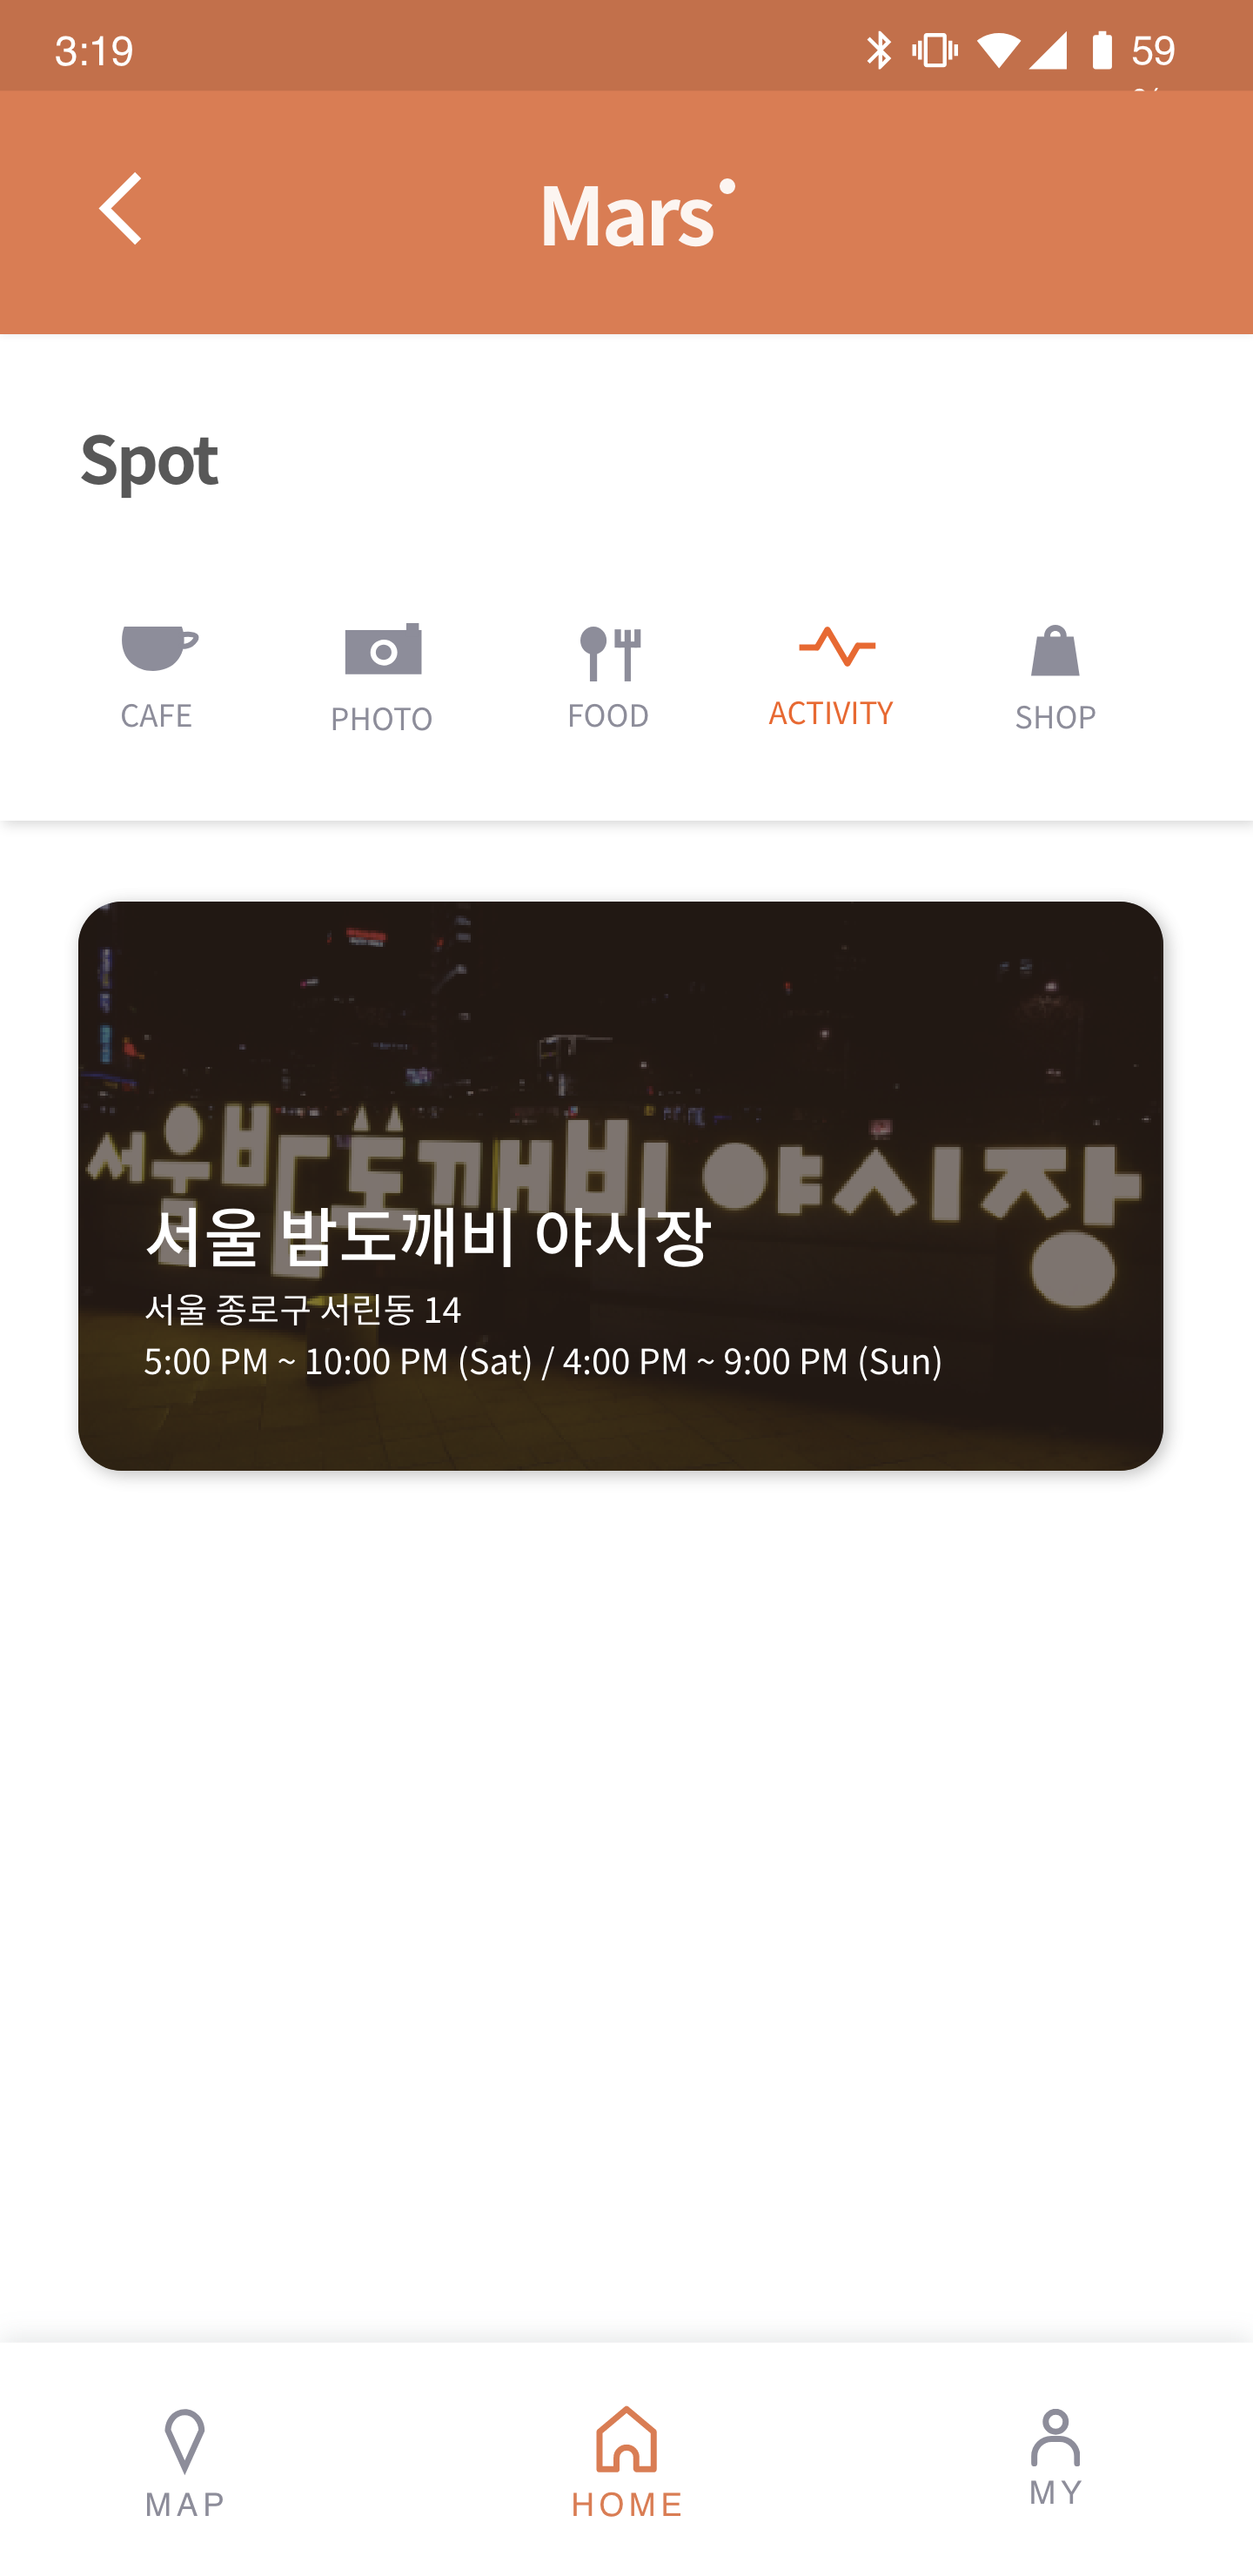 3:19 59
Mars
Spot
CAFE PHOTO FOOD ACTIVITY SHOP
서울밤도깨비야시장
서울 밤도깨비 야시장
서울 종로구 서린동 14
5:00 PM ~ 10:00 PM (Sat) / 4:00 PM ~ 9:00 PM (Sun)
MAP HOME MY